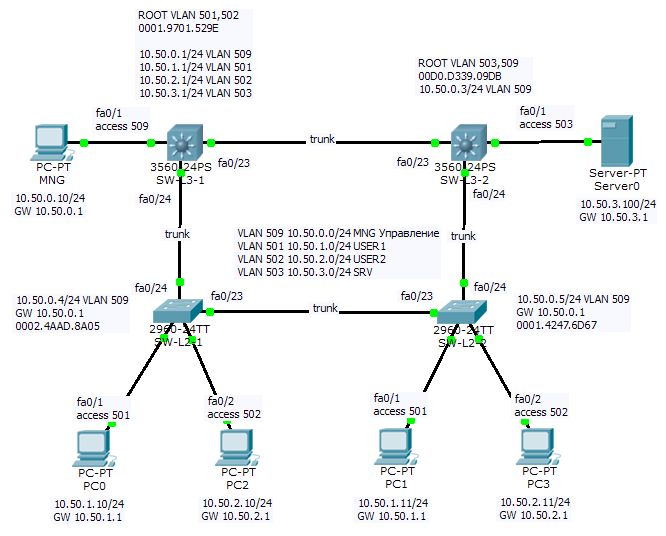 ROOT VLAN 501,502
0001.9701.529E
10.50.0.1/24 VLAN 509
10.50.1.1/24 VLAN 501
10.50.2.1/24 VLAN 502
10.50.3.1/24 VLAN 503
ROOT VLAN 503,509
00D0.D339.09DB
10.50.0.3/24 VLAN 509
fa0/1
access 509
fa0/1
access 503
trunk
PC-PT
MNG
3560-24PS
SW-L3-1
fa0/23
fa0/23
3560-24PS
SW-L3-2
Server-PT
Server0
10.50.0.10/24
GW 10.50.0.1
fa0/24
fa0/24
10.50.3.100/24
GW 10.50.3.1
trunk
VLAN 509 10.50.0.0/24 MNG Управление
VLAN 501 10.50.1.0/24 USER1
VLAN 502 10.50.2.0/24 USER2
VLAN 503 10.50.3.0/24 SRV
trunk
10.50.0.4/24 VLAN 509
GW 10.50.0.1
0002.4AAD.8A05
fa0/24
fa0/23
trunk
fa0/23
fa0/24
10.50.0.5/24 VLAN 509
GW 10.50.0.1
0001.4247.6D67
2960-24TT
SW-L2-1
2960-24TT
SW-L2-2
fa0/1
access 501
fa0/2
access 502
fa0/1
access 501
fa0/2
access 502
PC-PT
PC0
PC-PT
PC2
PC-PT
PC1
PC-PT
PC3
10.50.1.10/24
GW 10.50.1.1
10.50.2.10/24
GW 10.50.2.1
10.50.1.11/24
GW 10.50.1.1
10.50.2.11/24
GW 10.50.2.1